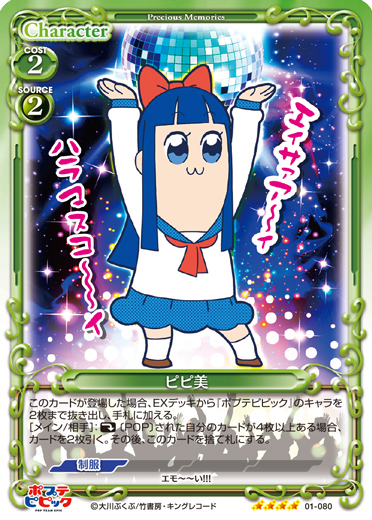 Precious Memories
Character
COST
2
SOURCE
2
エイサァ〜〜ィ
ハラマスコ〜〜〜ィ
ピピ美
このカードが登場した場合、EXデッキから「ポプテピピック」のキャラを
2枚まで抜き出し、手札に加える。
[メイン/相手]: (POP)された自分のカードが4枚以上ある場合、
カードを2枚引く。その後、このカードを捨て札にする。
制服
エモ〜〜い!!!
ポプテピピック
POP TEAM EPIC
©大川ぶくぶ/竹書房・キングレコード
01-080